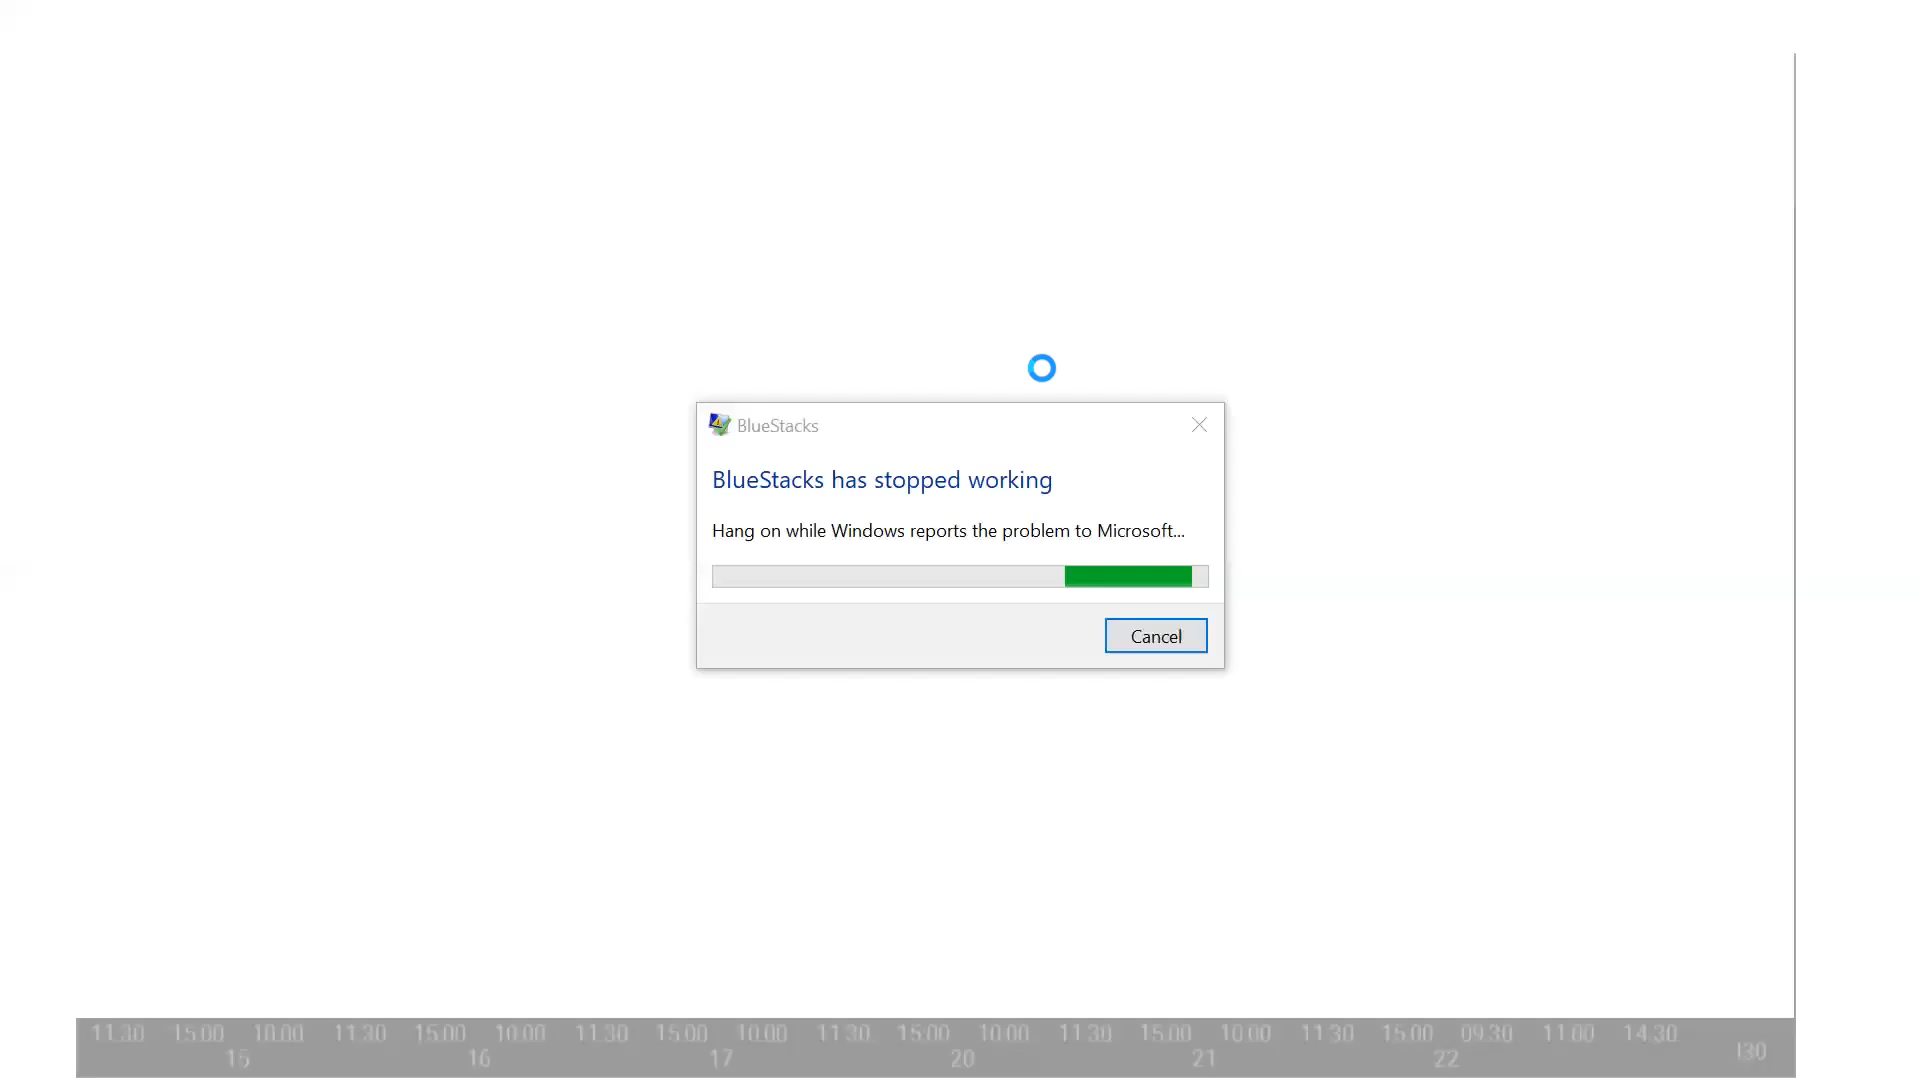 BlueStacks
BlueStacks has stopped working
Hang on while Windows reports the problem to Microsoft...
Cancel
11.30 15.00 10.00 11.30 15.00 10.00 11.30 15.00 10.00 11.30 15.00 10.00 11.30 15.00 10.00 11.30 15.00 09.30 11.00 14.30
15 16 17 20 21 22 I30